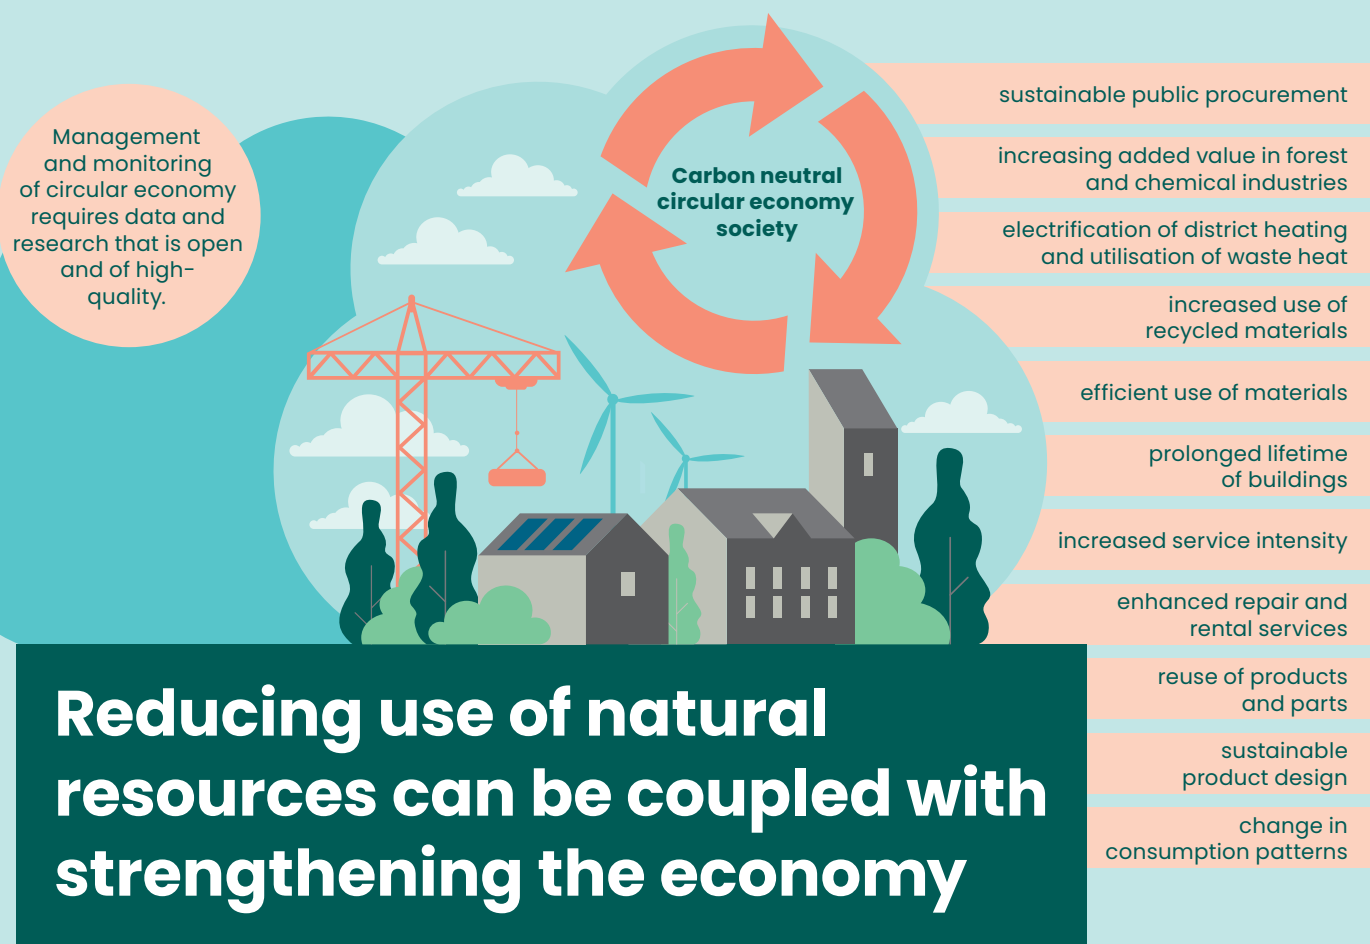 Management
and monitoring
of circular economy
requires data and
research that is open
and of high-
quality.
Carbon neutral
circular economy
society
sustainable public procurement
increasing added value in forest
and chemical industries
electrification of district heating
and utilisation of waste heat
increased use of
recycled materials
efficient use of materials
prolonged lifetime
of buildings
increased service intensity
enhanced repair and
rental services
reuse of products
and parts
sustainable
product design
change in
consumption patterns
Reducing use of natural
resources can be coupled with
strengthening the economy